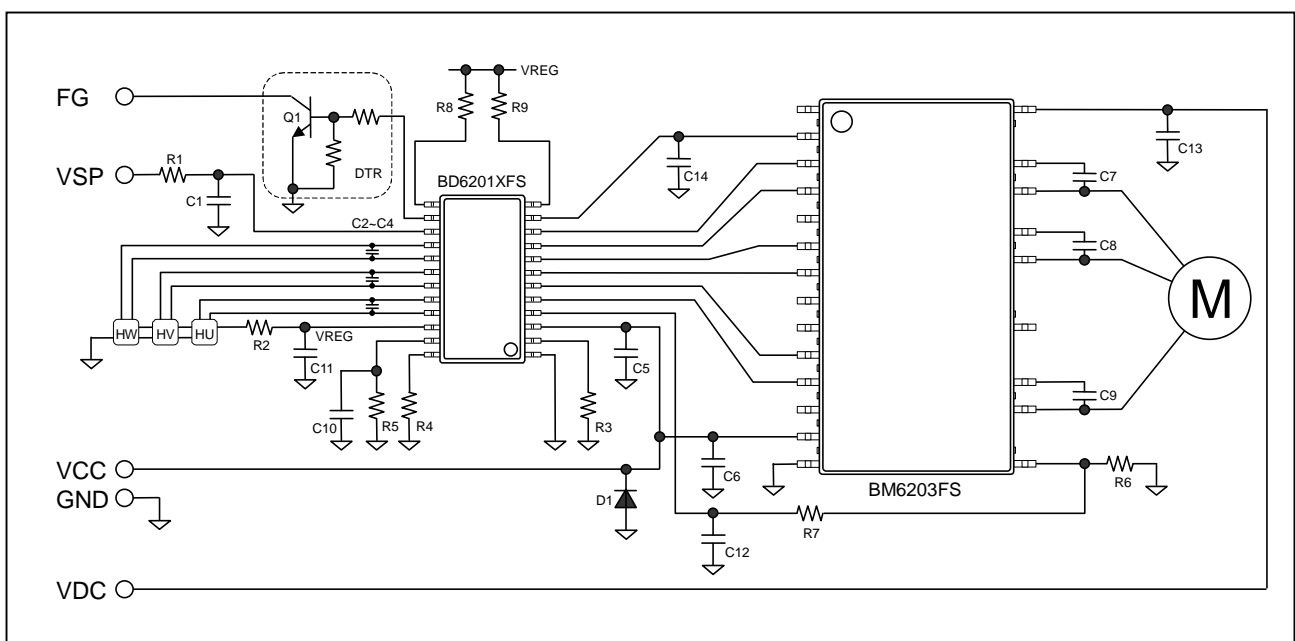 VREG
FG
R8
R9
Q1
C13
R1
VSP
DTR
C14
C7
BD6201XFS
C1
C2~C4
C8
M
HW
HV
HU
VREG
R2
C11
C5
C9
C10
R5
R4
R3
VCC
C6
R6
GND
D1
BM6203FS
R7
C12
VDC